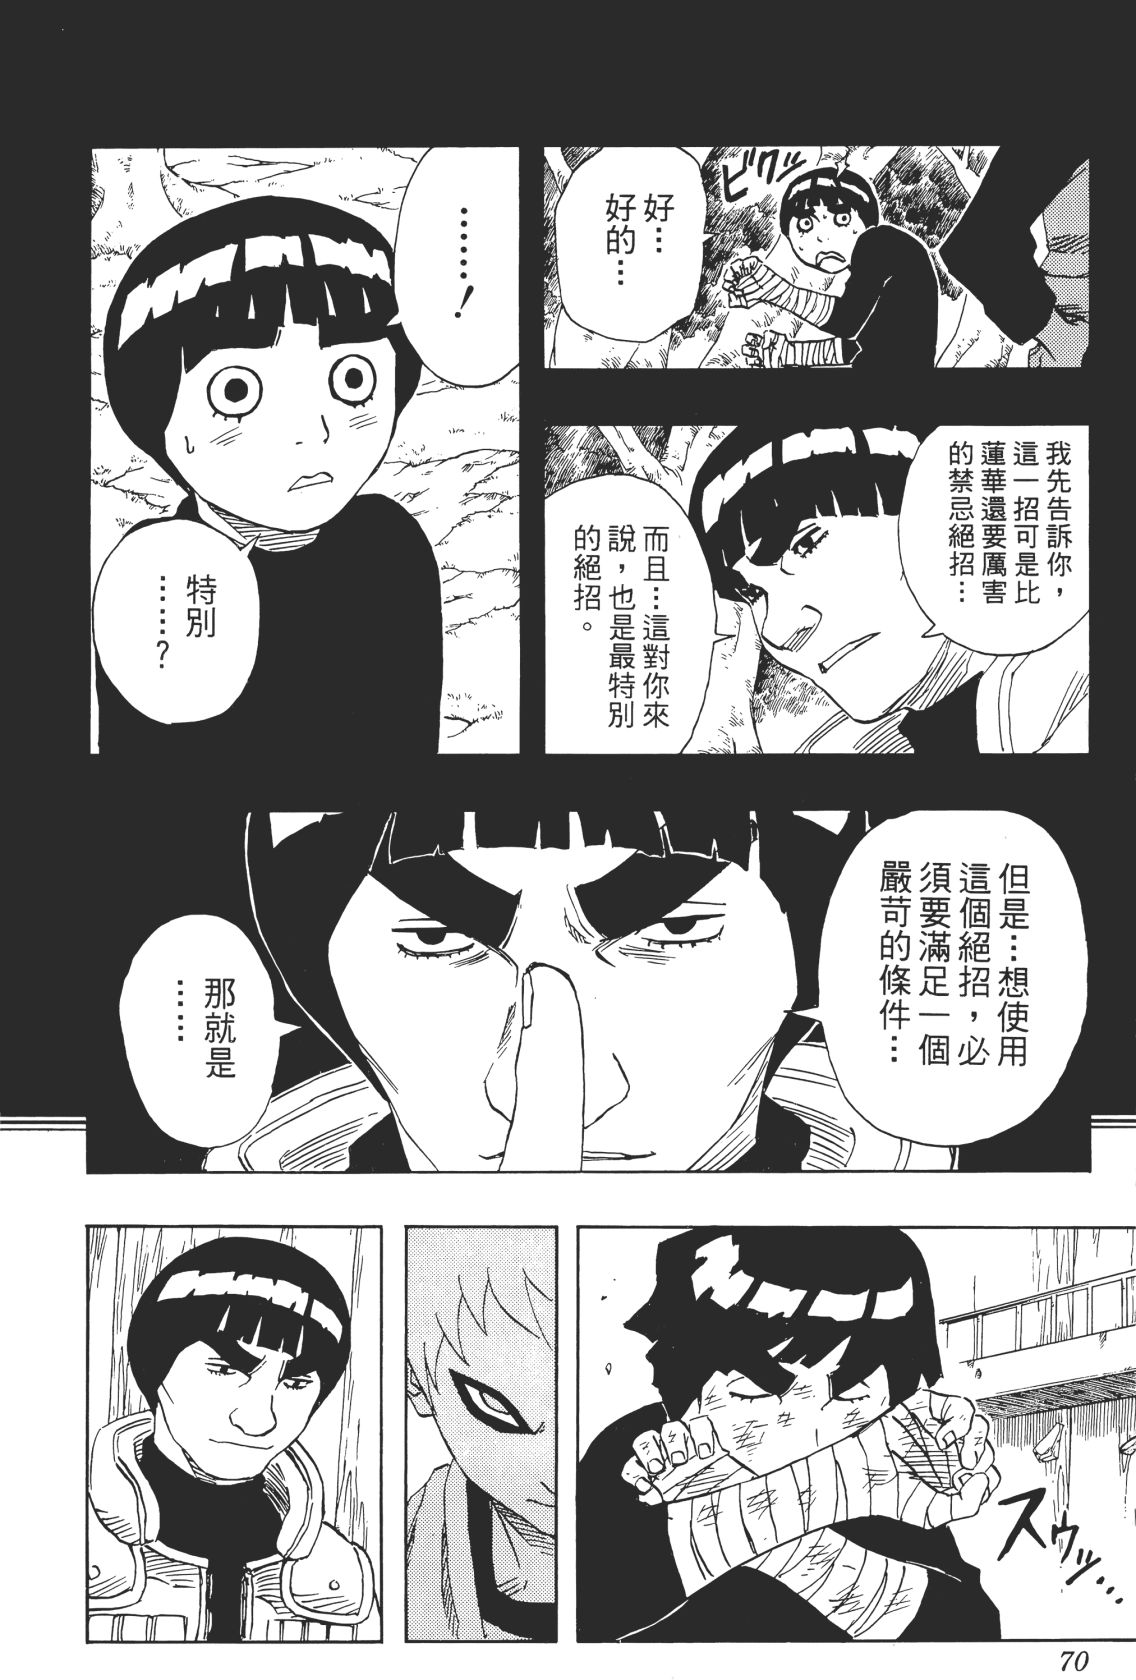 ビクッ
好…
好的…
我先告訴你，
這一招可是比
蓮華還要厲害
的禁忌絕招…
而且…這對你來
說，也是最特別
的絕招。
……！
特別
……？
但是…想使用
這個絕招，必
須要滿足一個
嚴苛的條件…
那就是
……
スゥッ…
70